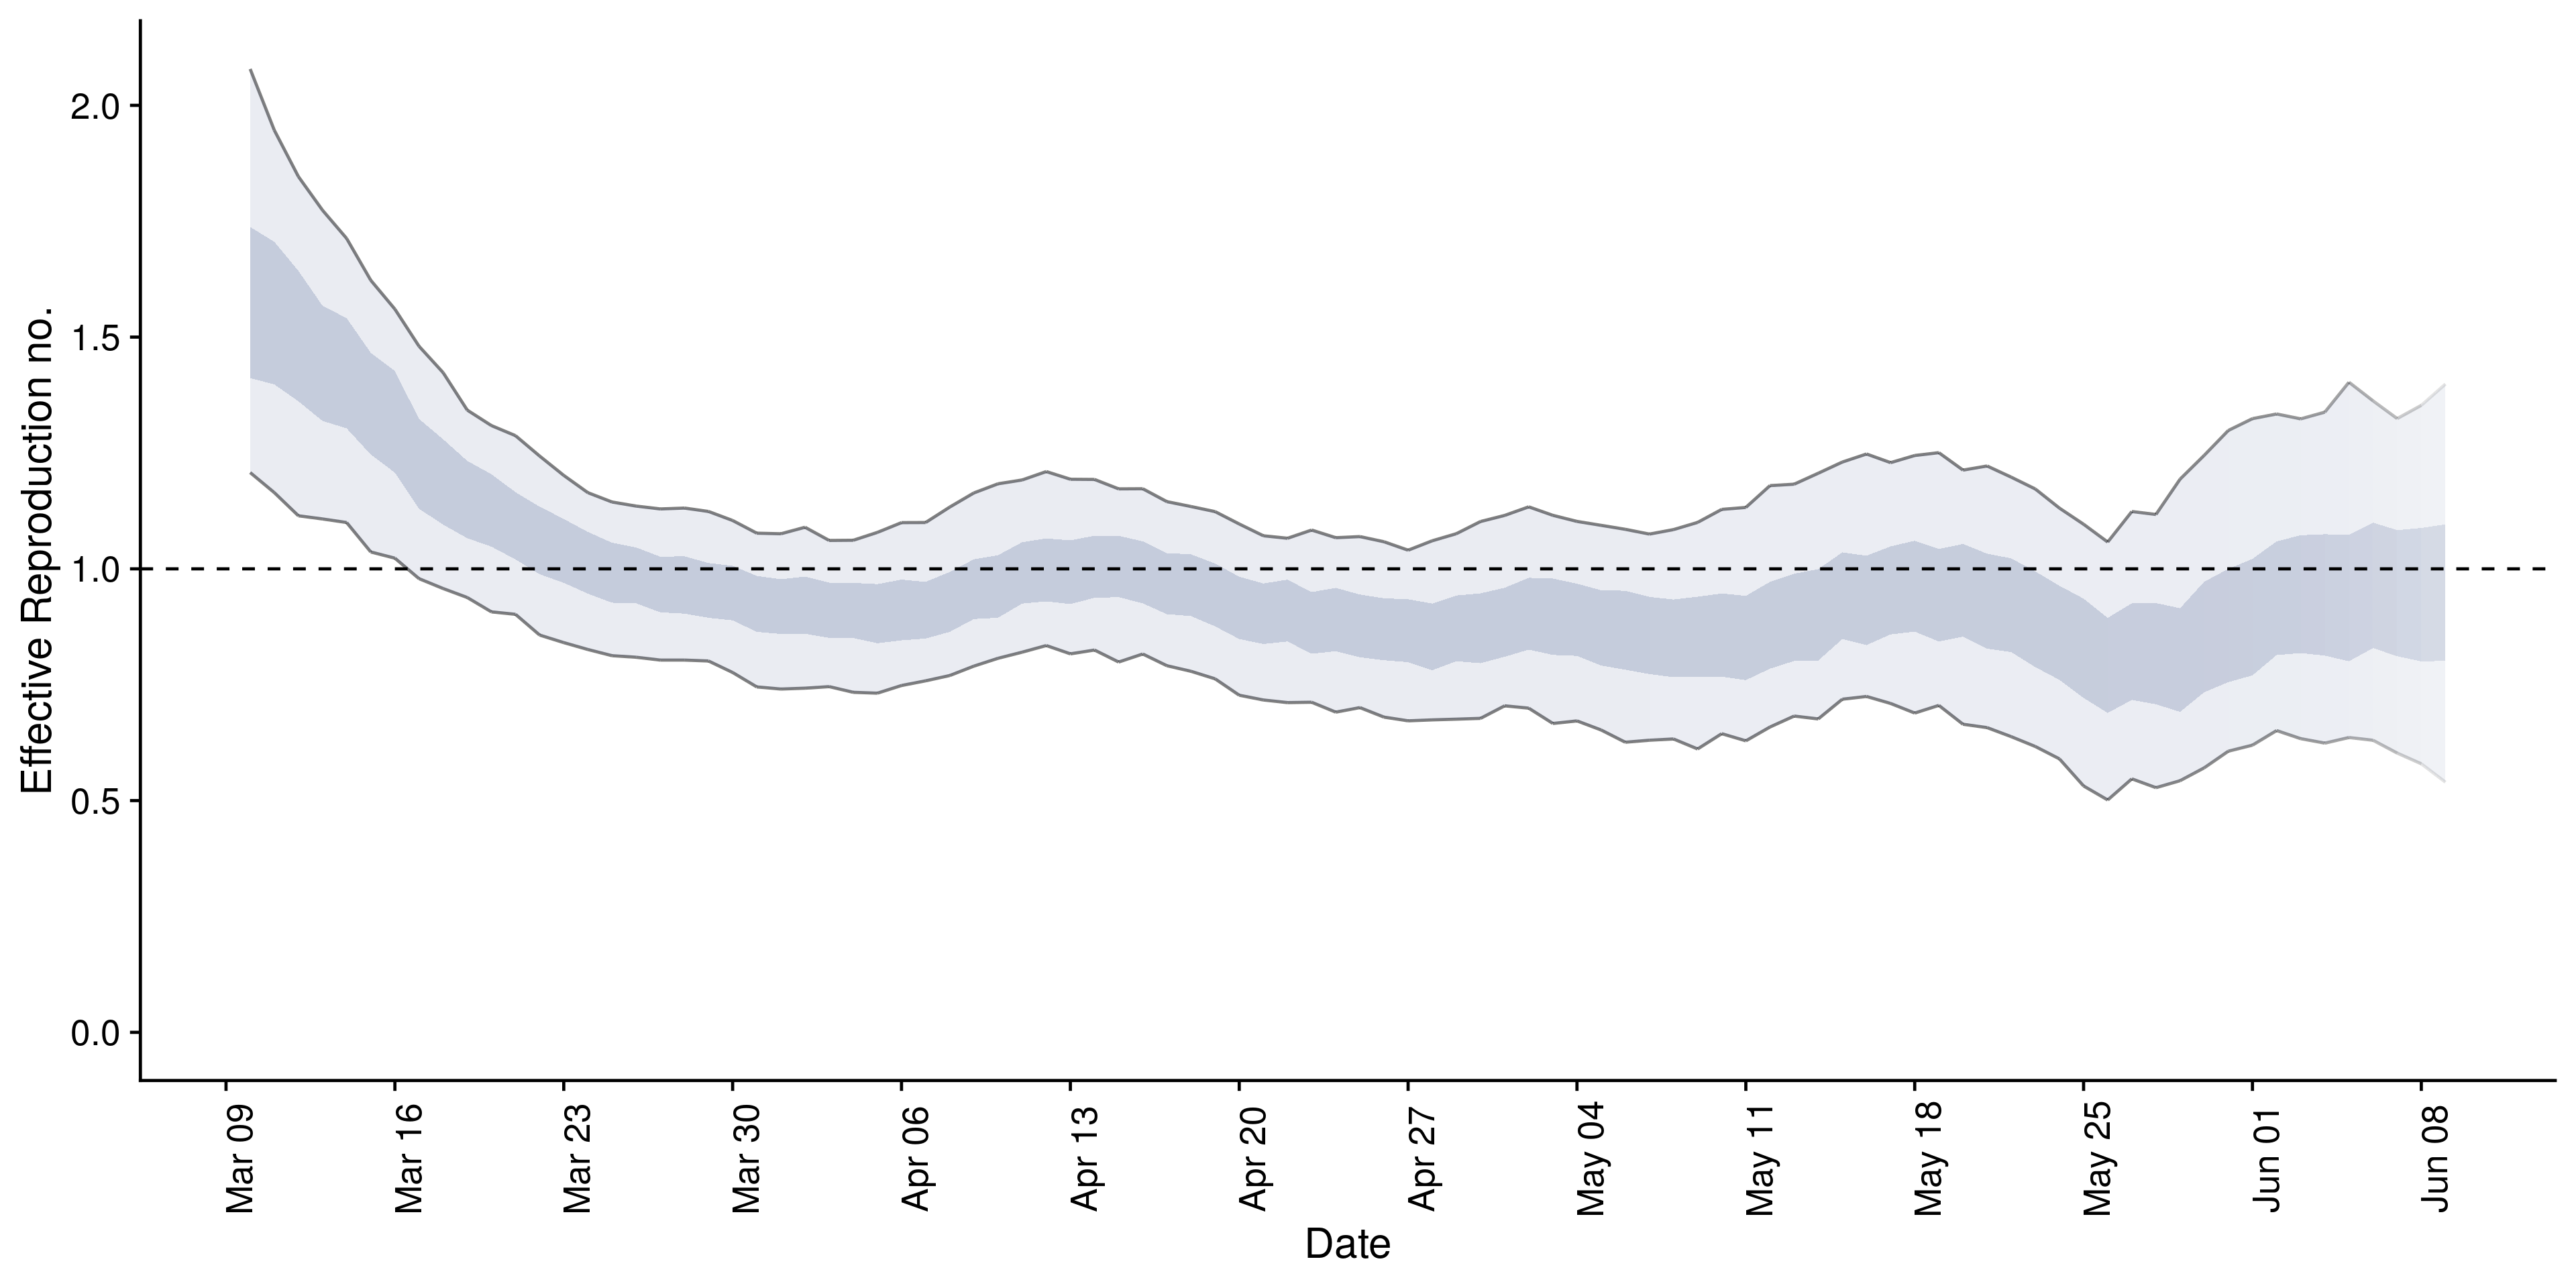 Effective Reproduction no.
2.0
1.5
1.0
0.5
0.0
Mar 09
Mar 16
Mar 23
Mar 30
Apr 06
Apr 13
Apr 20
Apr 27
May 04
May 11
May 18
May 25
Jun 01
Jun 08
Date